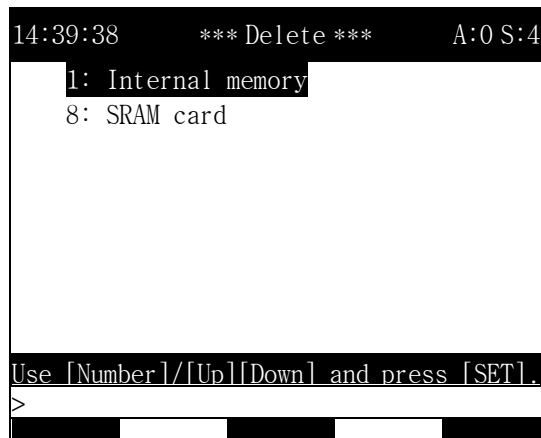 14:39:38 *** Delete *** A:0 S:4
1: Internal memory
8: SRAM card
Use [Number]/[Up][Down] and press [SET].
>